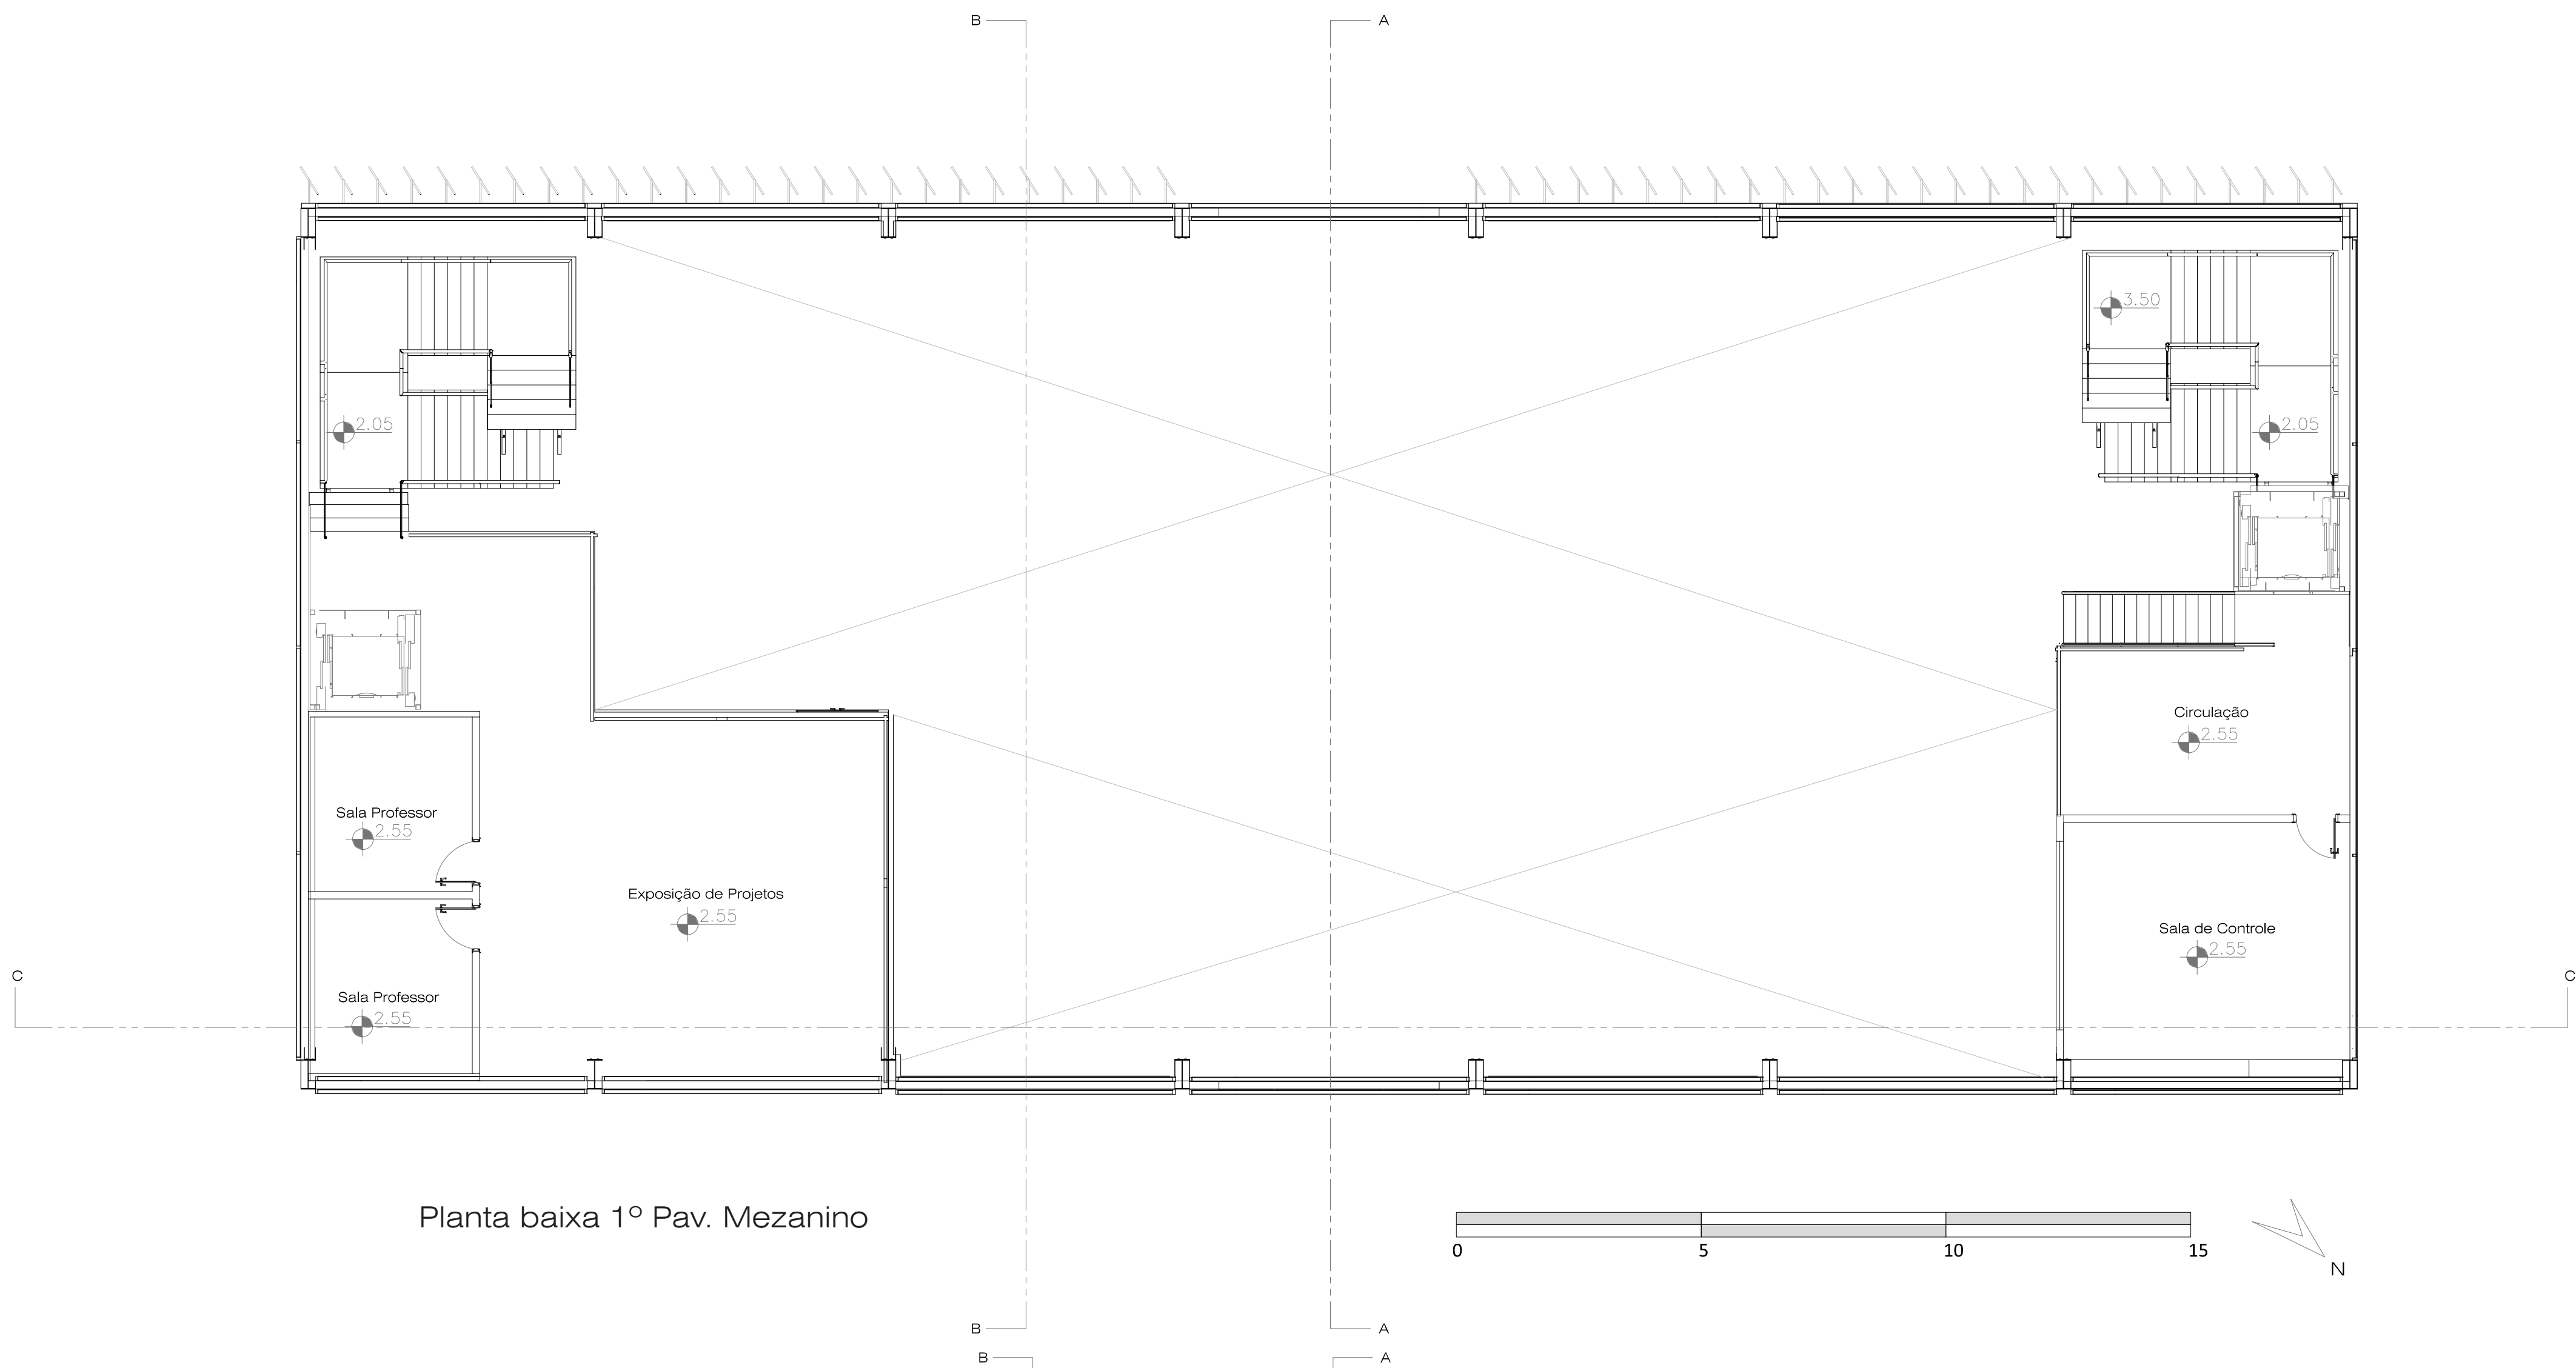 B
A
3.50
2.05
2.05
Circulação
2.55
Sala Professor
2.55
Exposição de Projetos
2.55
Sala de Controle
2.55
C
C
Sala Professor
2.55
Planta baixa 1º Pav. Mezanino
0 5 10 15
N
B
A
B
A